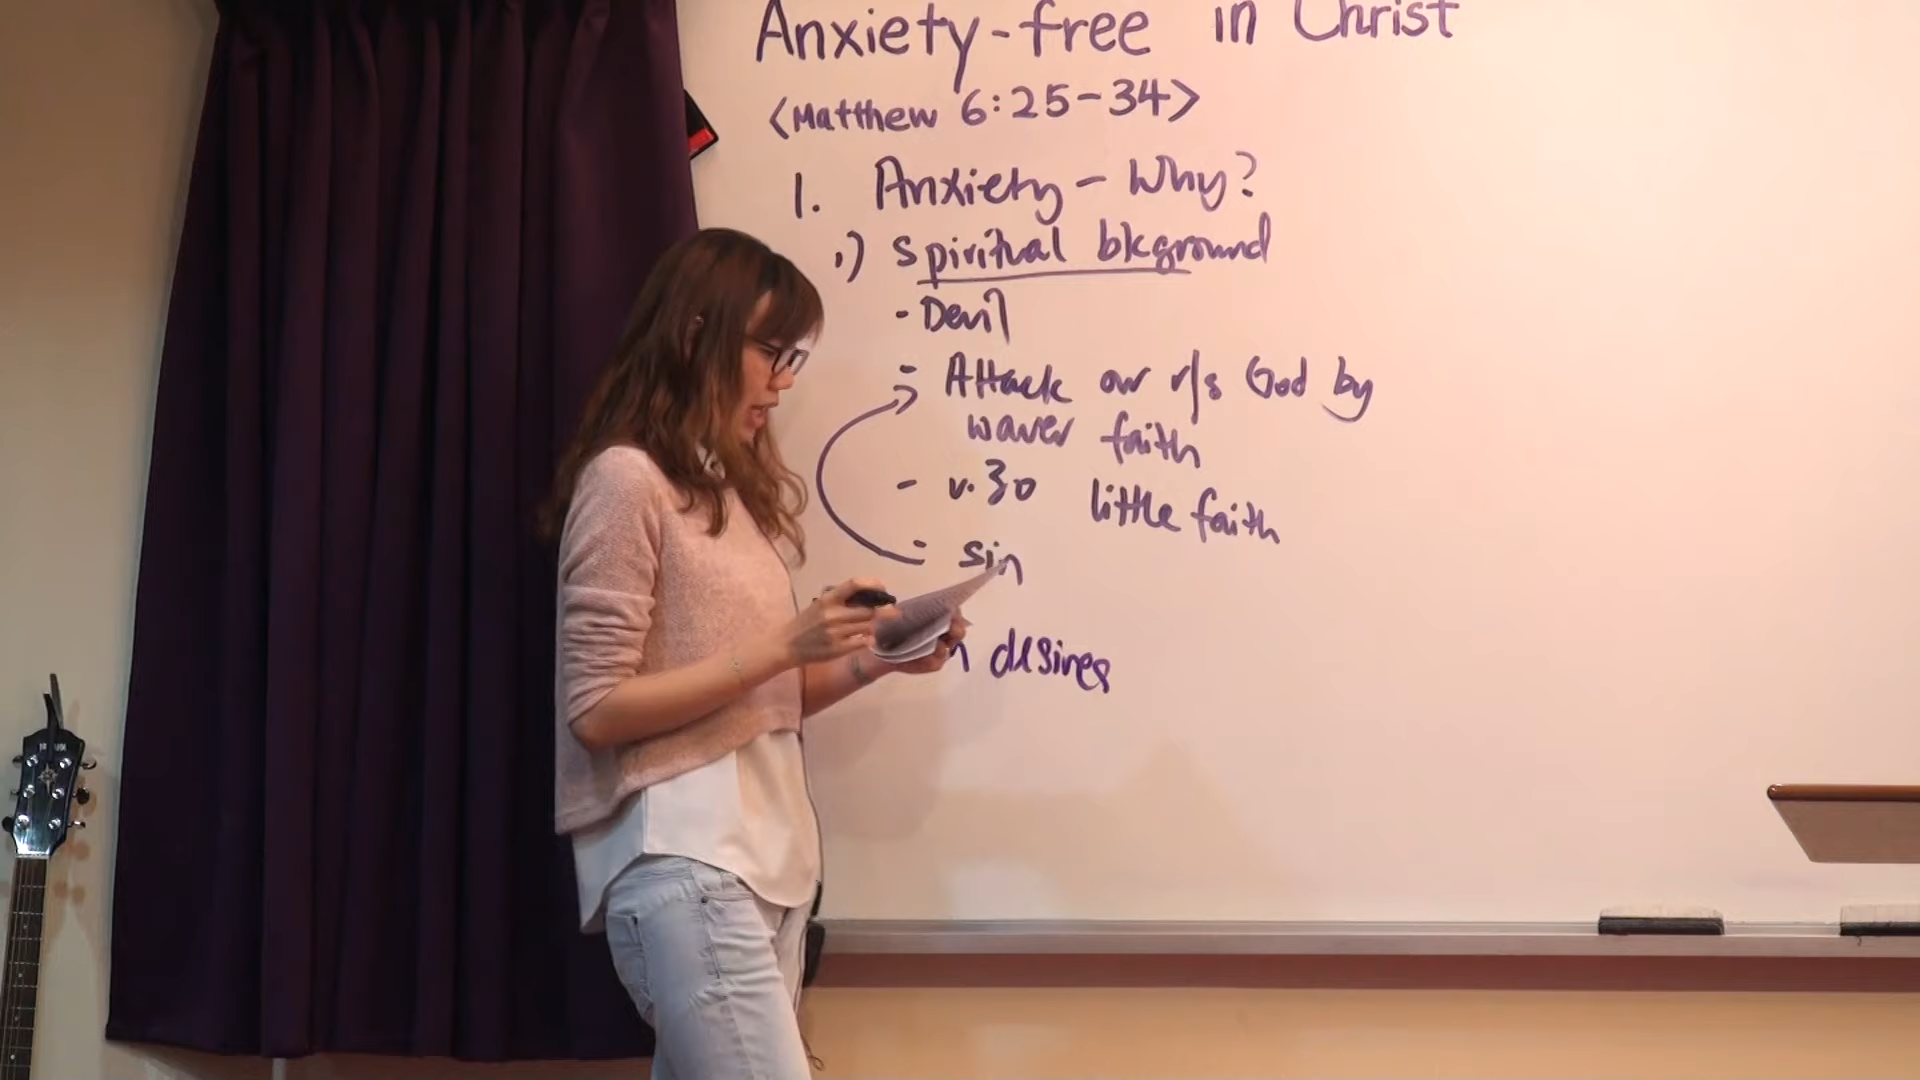 Anxiety-free in Christ
<Matthew 6:25-34>
1. Anxiety - Why?
1) Spiritual bkground
- Devil
- Attack our r/s God by
waver faith
- v.30 little faith
- sin
desires